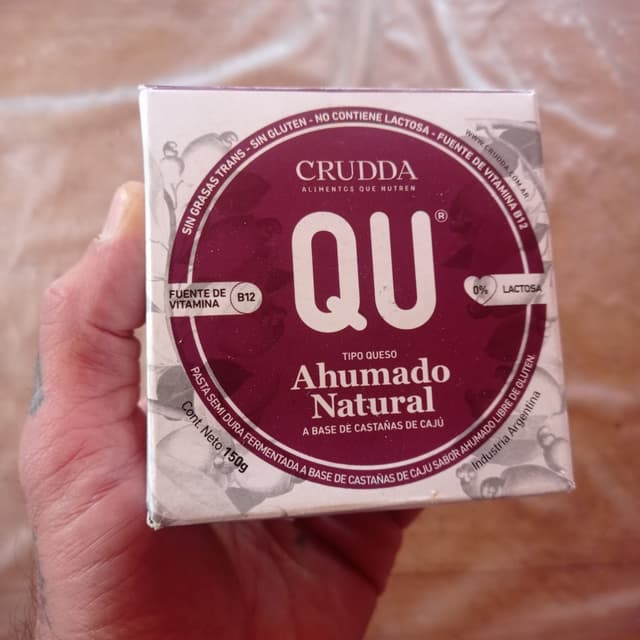 SIN GRASAS TRANS - SIN GLUTEN - NO CONTIENE LACTOSA - FUENTE DE VITAMINA B12
WWW.CRUDDA.COM.AR
CRUDDA
ALIMENTOS QUE NUTREN
QU®
FUENTE DE
VITAMINA
B12
0% LACTOSA
TIPO QUESO
Ahumado
Natural
A BASE DE CASTAÑAS DE CAJÚ
PASTA SEMI DURA FERMENTADA A BASE DE CASTAÑAS DE CAJU SABOR AHUMADO LIBRE DE GLUTEN.
Cont. Neto 150g
Industria Argentina